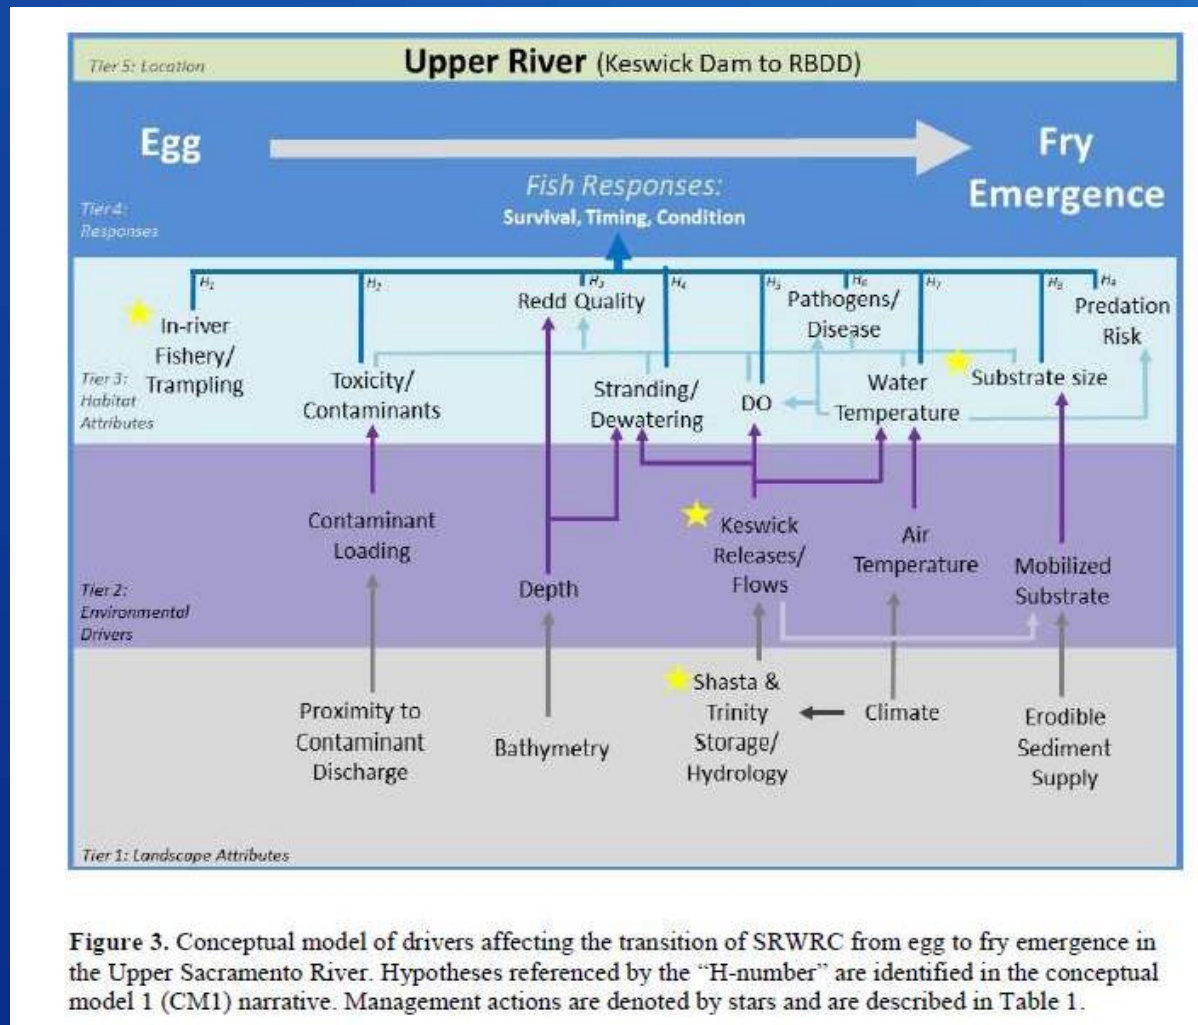 Tier 5: Location
Upper River (Keswick Dam to RBDD)
Egg
Fry
Emergence
Fish Responses:
Survival, Timing, Condition
Tier 4:
Responses
H1
H2
H3
H4
H5
H6
H7
H8
H9
In-river
Fishery/
Trampling
Toxicity/
Contaminants
Redd Quality
Stranding/
Dewatering
DO
Pathogens/
Disease
Water
Temperature
Substrate size
Predation
Risk
Tier 3:
Habitat
Attributes
Contaminant
Loading
Depth
Keswick
Releases/
Flows
Air
Temperature
Mobilized
Substrate
Tier 2:
Environmental
Drivers
Proximity to
Contaminant
Discharge
Bathymetry
Shasta &
Trinity
Storage/
Hydrology
Climate
Erodible
Sediment
Supply
Tier 1: Landscape Attributes
Figure 3. Conceptual model of drivers affecting the transition of SRWRC from egg to fry emergence in
the Upper Sacramento River. Hypotheses referenced by the “H-number” are identified in the conceptual
model 1 (CM1) narrative. Management actions are denoted by stars and are described in Table 1.